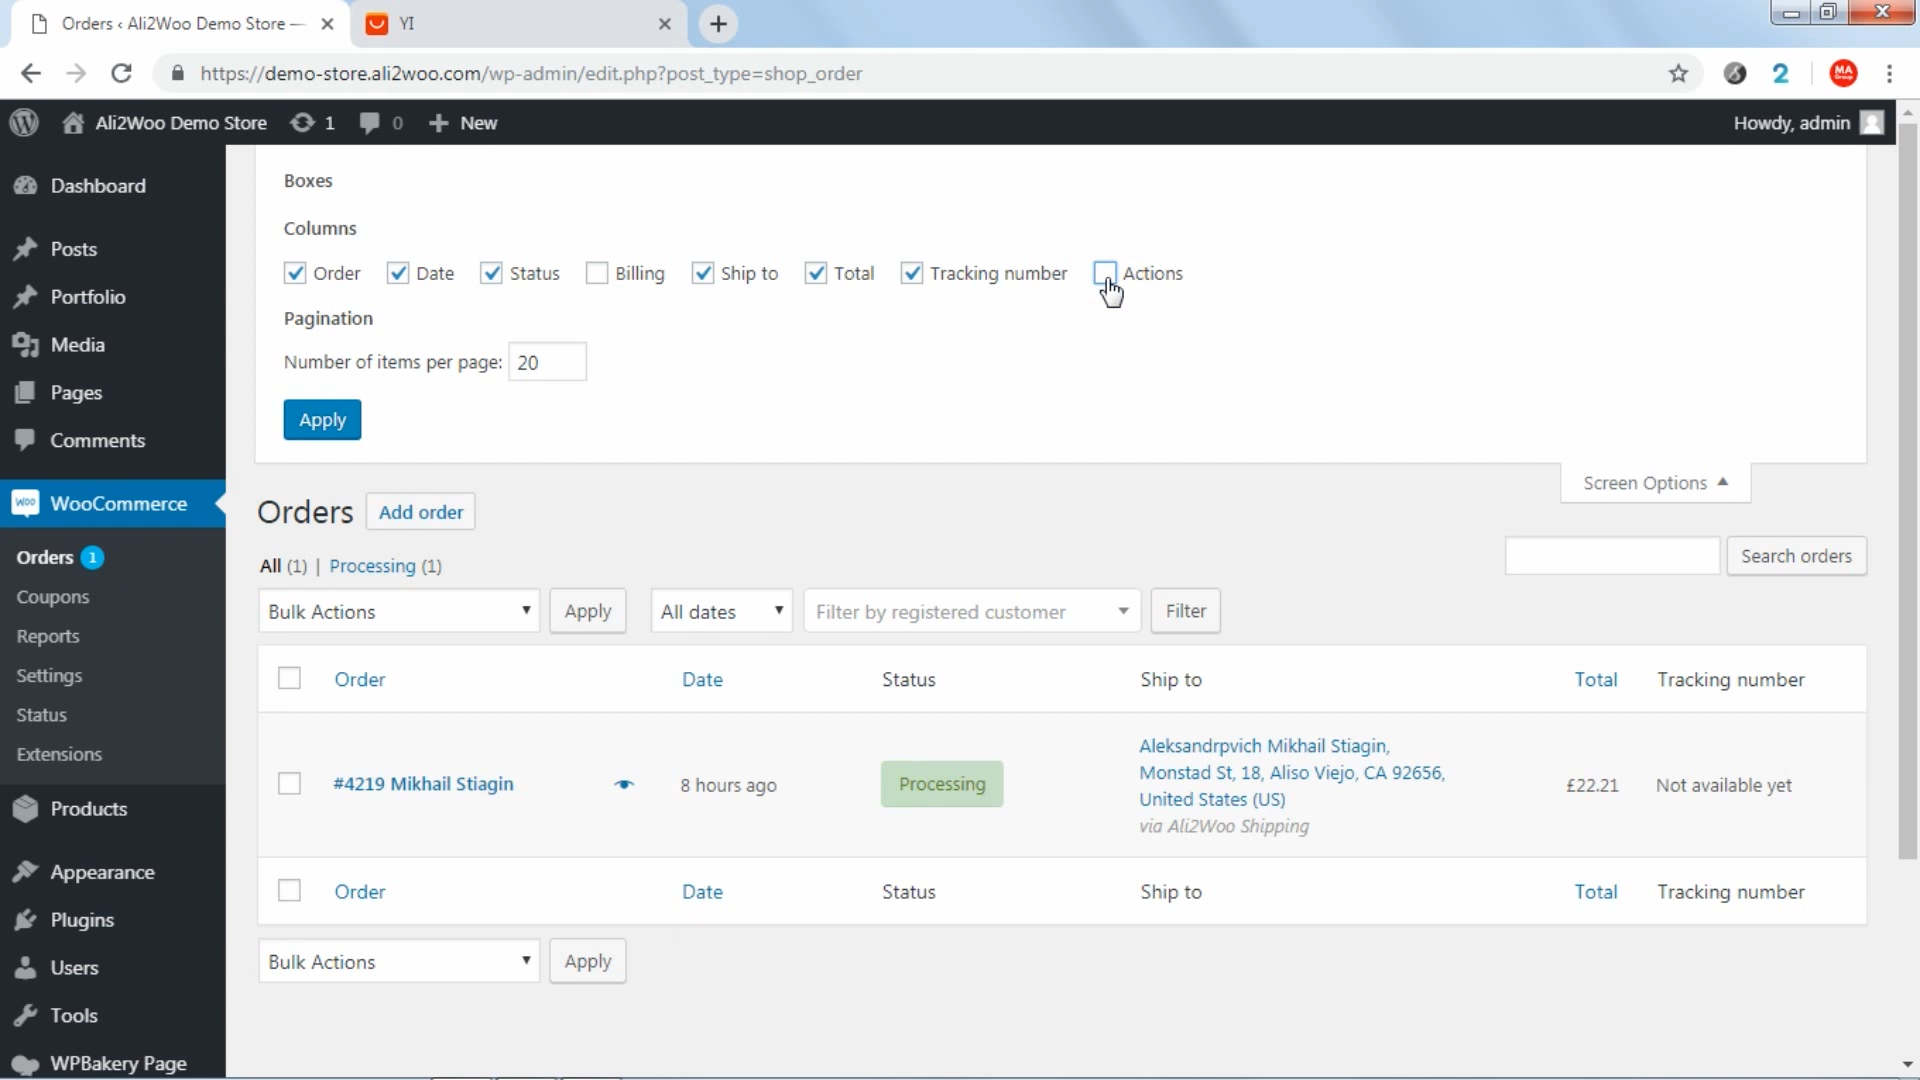 Orders ‹ Ali2Woo Demo Store —
YI
https://demo-store.ali2woo.com/wp-admin/edit.php?post_type=shop_order
2
MA
Group
Ali2Woo Demo Store
1
0
New
Howdy, admin
Dashboard
Posts
Portfolio
Media
Pages
Comments
WOO
WooCommerce
Orders 1
Coupons
Reports
Settings
Status
Extensions
Products
Appearance
Plugins
Users
Tools
WPBakery Page
Boxes
Columns
Order Date Status Billing Ship to Total Tracking number Actions
Pagination
Number of items per page: 20
Apply
Screen Options
Orders Add order
All (1) | Processing (1)
Search orders
Bulk Actions Apply All dates Filter by registered customer Filter
Order Date Status Ship to Total Tracking number
#4219 Mikhail Stiagin 8 hours ago Processing
Aleksandrpvich Mikhail Stiagin,
Monstad St, 18, Aliso Viejo, CA 92656,
United States (US)
via Ali2Woo Shipping
£22.21 Not available yet
Order Date Status Ship to Total Tracking number
Bulk Actions Apply